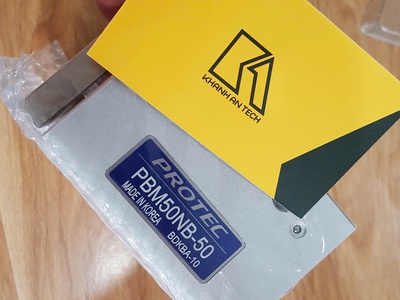 KHANH AN TECH
PROTEC
PBM50NB-50
MADE IN KOREA
BDKBA-10